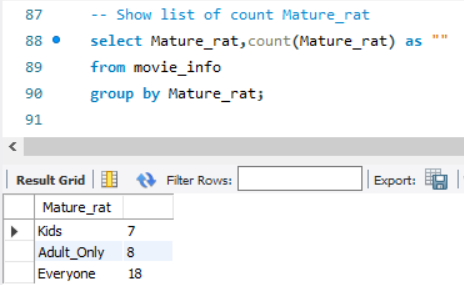 87 -- Show list of count Mature_rat
88 select Mature_rat,count(Mature_rat) as ""
89 from movie_info
90 group by Mature_rat;
91
Result Grid Filter Rows: Export:
Mature_rat
Kids 7
Adult_Only 8
Everyone 18